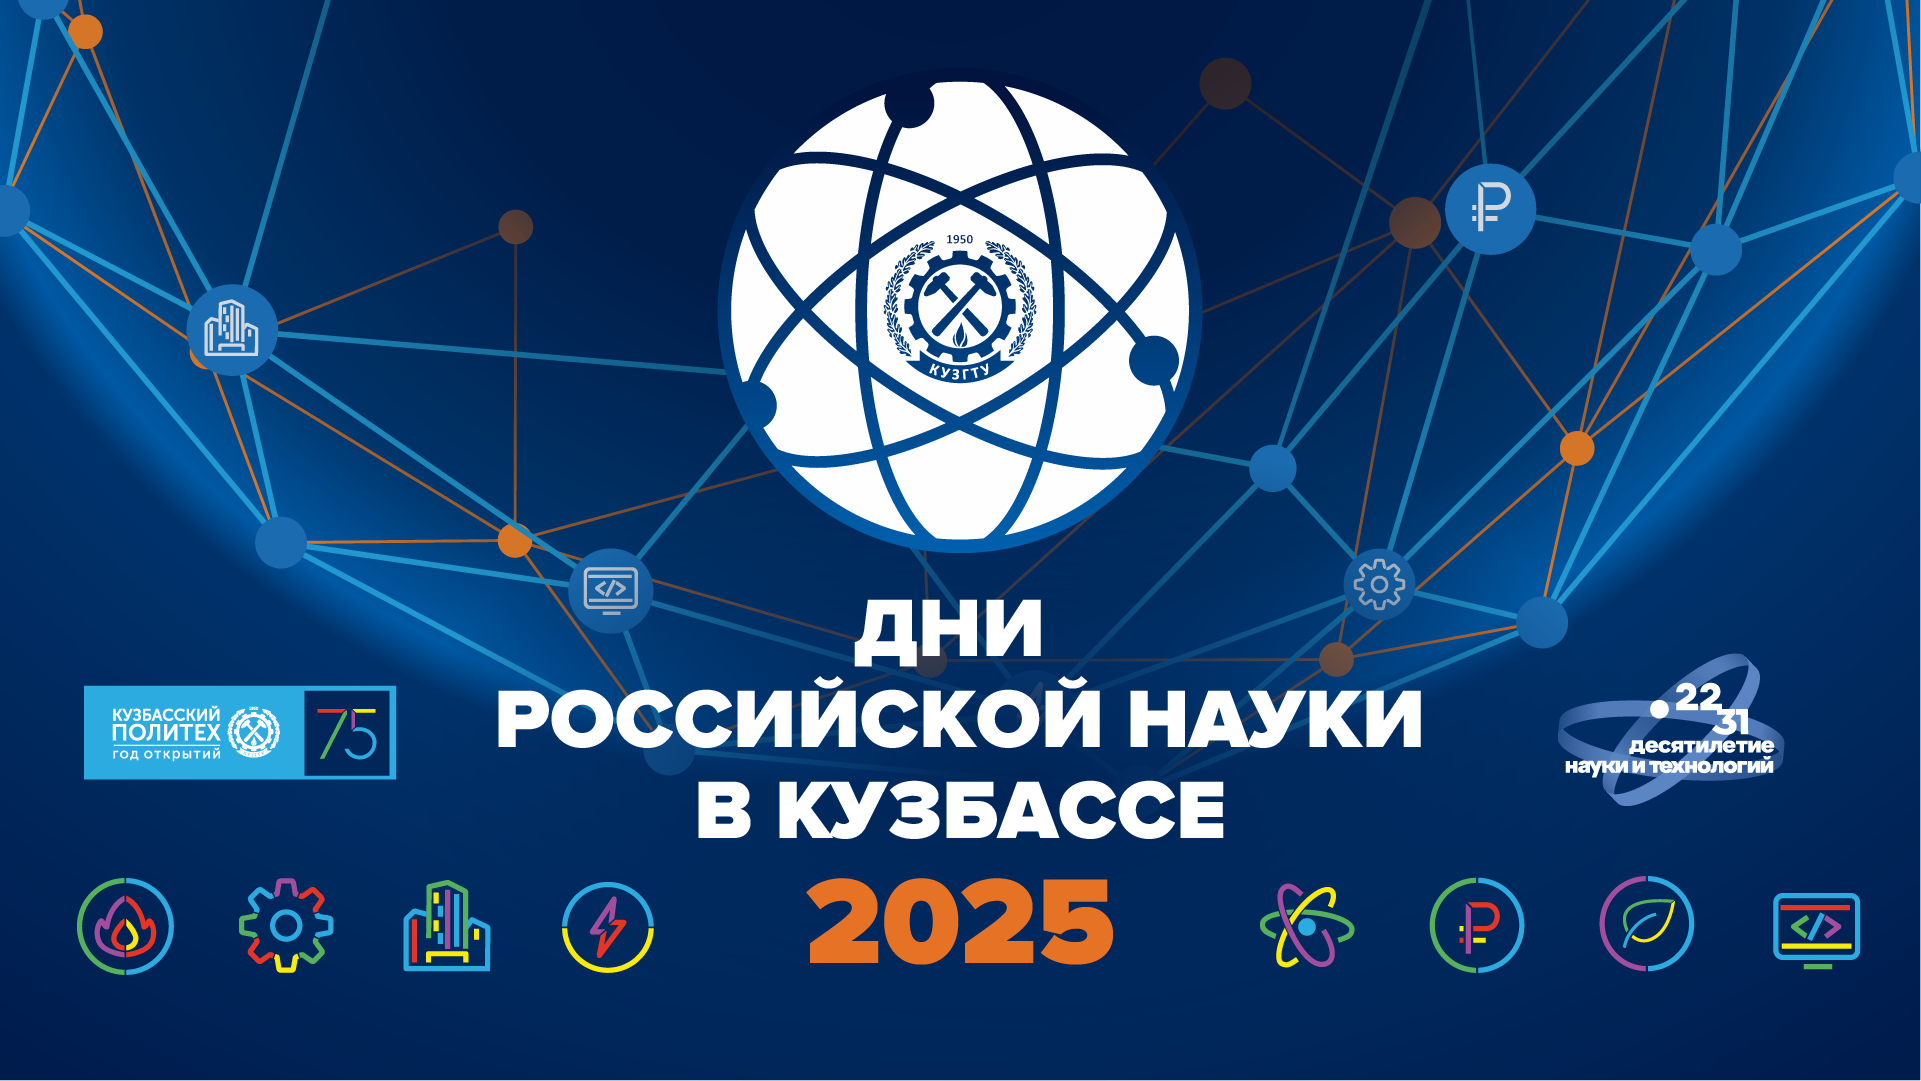 1950
КУЗГТУ
ДНИ
РОССИЙСКОЙ НАУКИ
В КУЗБАССЕ
2025
КУЗБАССКИЙ
ПОЛИТЕХ
ГОД ОТКРЫТИЙ
75
22
31
десятилетие
науки и технологий